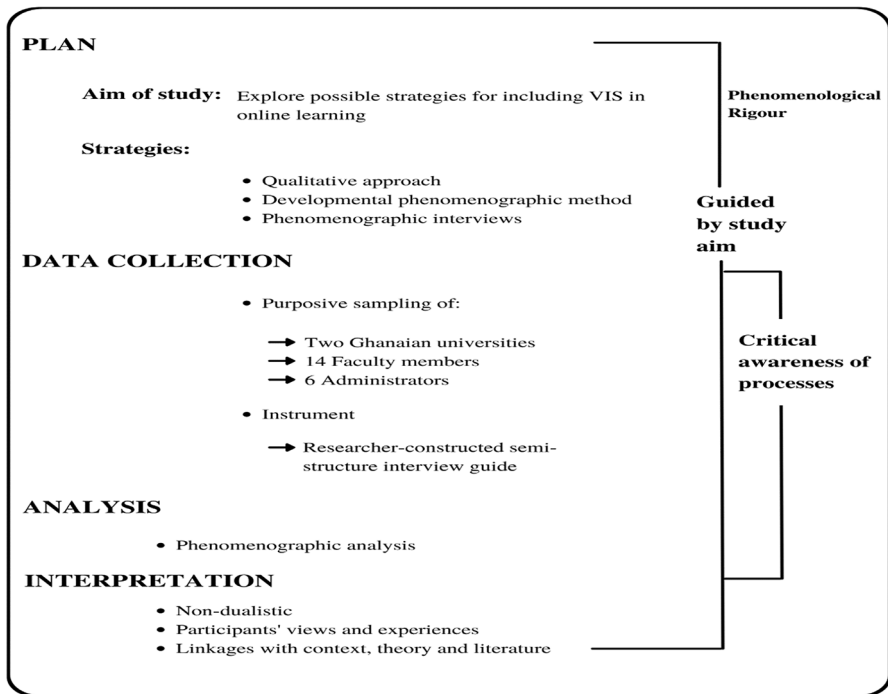 PLAN
Aim of study: Explore possible strategies for including VIS in
online learning
Strategies:
• Qualitative approach
• Developmental phenomenographic method
• Phenomenographic interviews
DATA COLLECTION
• Purposive sampling of:
→ Two Ghanaian universities
→ 14 Faculty members
→ 6 Administrators
• Instrument
→ Researcher-constructed semi-
structure interview guide
ANALYSIS
• Phenomenographic analysis
INTERPRETATION
• Non-dualistic
• Participants' views and experiences
• Linkages with context, theory and literature
Phenomenological
Rigour
Guided
by study
aim
Critical
awareness of
processes